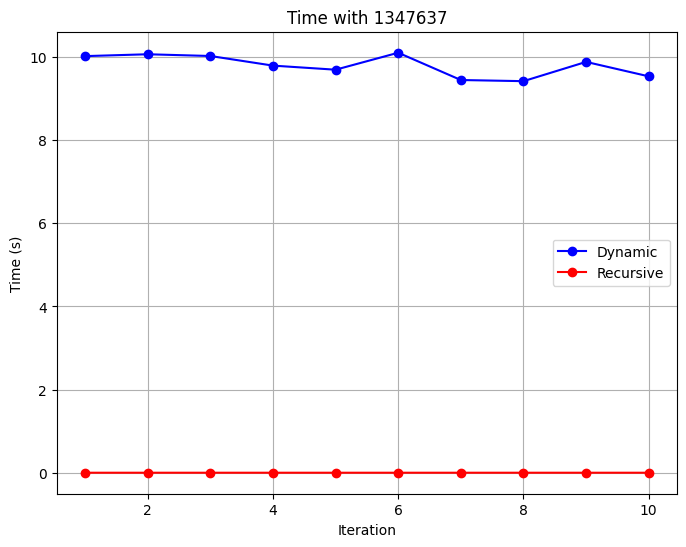 Time with 1347637
10
8
6
4
2
0
Time (s)
Dynamic
Recursive
2 4 6 8 10
Iteration